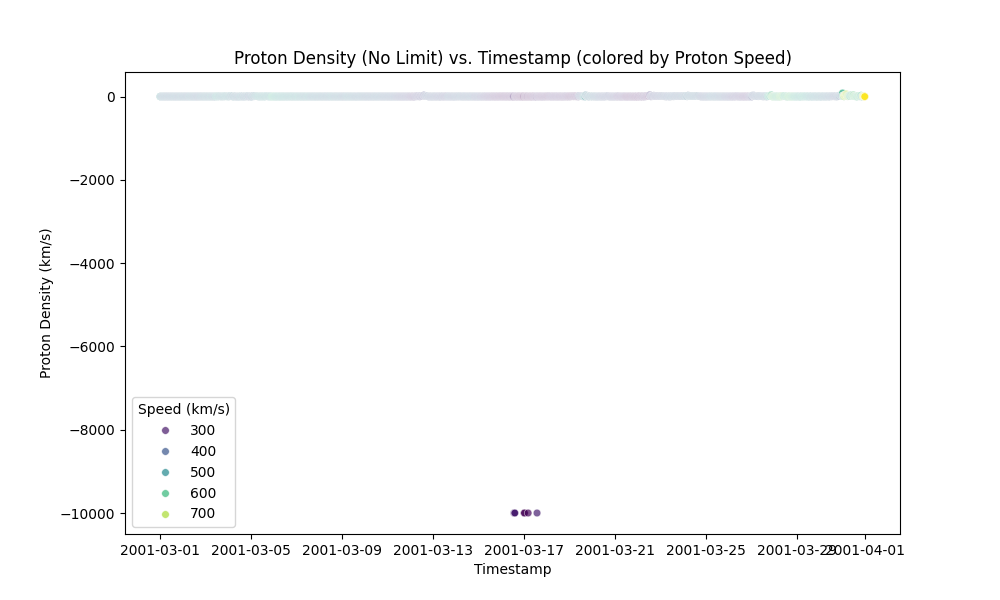 Proton Density (No Limit) vs. Timestamp (colored by Proton Speed)
Proton Density (km/s)
0
−2000
−4000
−6000
−8000
−10000
Speed (km/s)
300
400
500
600
700
2001-03-01 2001-03-05 2001-03-09 2001-03-13 2001-03-17 2001-03-21 2001-03-25 2001-03-29 2001-04-01
Timestamp